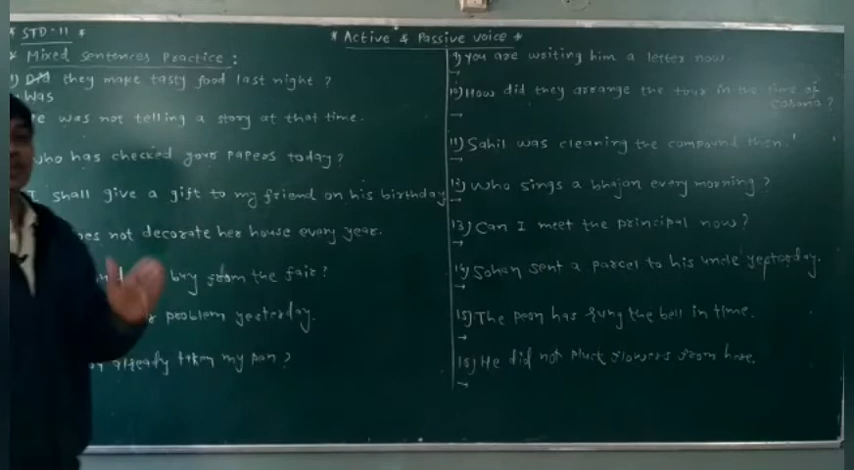 * STD-11 *
* Active & Passive voice *
* Mixed sentences Practice :
1) Did they make tasty food last night ?
→ Was
was not telling a story at that time.
who has checked your papers today?
I shall give a gift to my friend on his birthday
not decorate her house every year.
buy from the fair?
problem yesterday.
already taken my pen?
9) You are writing him a letter now.
→
10) How did they arrange the tour in the time of
corona ?
→
11) Sahil was cleaning the compound then.
→
12) Who sings a bhajan every morning ?
→
13) Can I meet the principal now?
→
14) Sohan sent a parcel to his uncle yesterday.
→
15) The peon has rung the bell in time.
→
16) He did not pluck flowers from here.
→